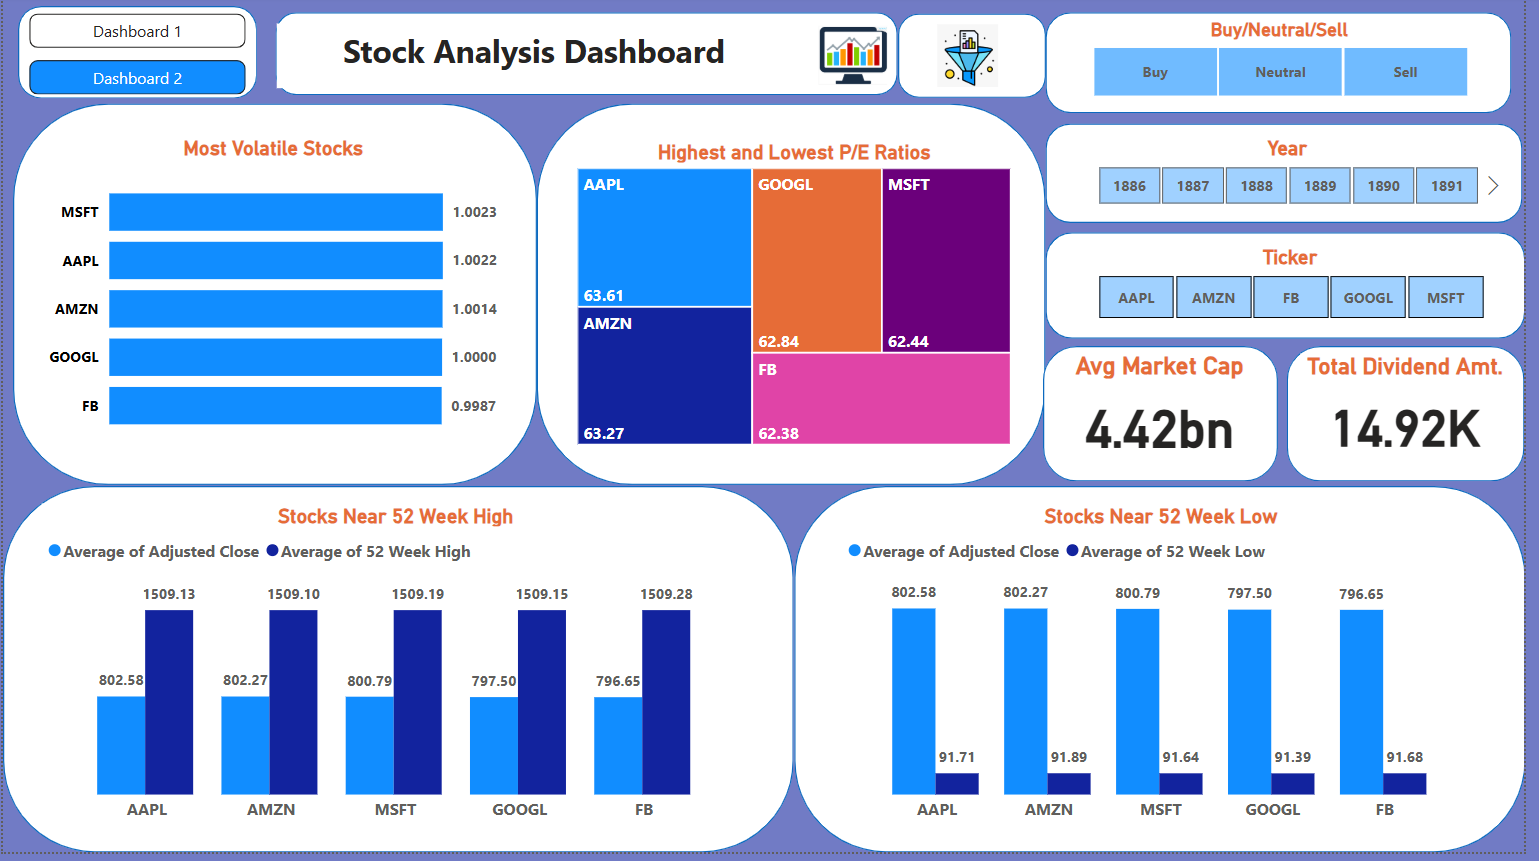 Dashboard 1
Dashboard 2
Stock Analysis Dashboard
Buy/Neutral/Sell
Buy Neutral Sell
Year
1886 1887 1888 1889 1890 1891
Ticker
AAPL AMZN FB GOOGL MSFT
Avg Market Cap
4.42bn
Total Dividend Amt.
14.92K
Most Volatile Stocks
MSFT 1.0023
AAPL 1.0022
AMZN 1.0014
GOOGL 1.0000
FB 0.9987
Highest and Lowest P/E Ratios
AAPL
63.61
AMZN
63.27
GOOGL
62.84
MSFT
62.44
FB
62.38
Stocks Near 52 Week High
Average of Adjusted Close Average of 52 Week High
1509.13 1509.10 1509.19 1509.15 1509.28
802.58 802.27 800.79 797.50 796.65
AAPL AMZN MSFT GOOGL FB
Stocks Near 52 Week Low
Average of Adjusted Close Average of 52 Week Low
802.58 802.27 800.79 797.50 796.65
91.71 91.89 91.64 91.39 91.68
AAPL AMZN MSFT GOOGL FB